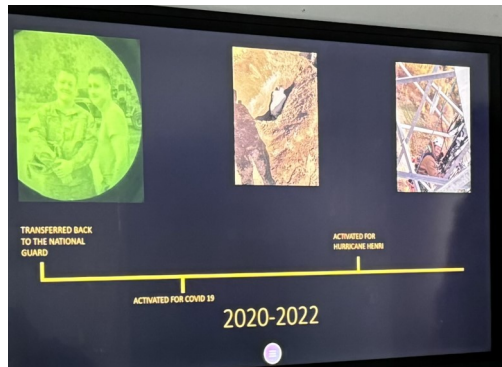 TRANSFERRED BACK
TO THE NATIONAL
GUARD
ACTIVATED FOR COVID 19
ACTIVATED FOR
HURRICANE HENRI
2020-2022